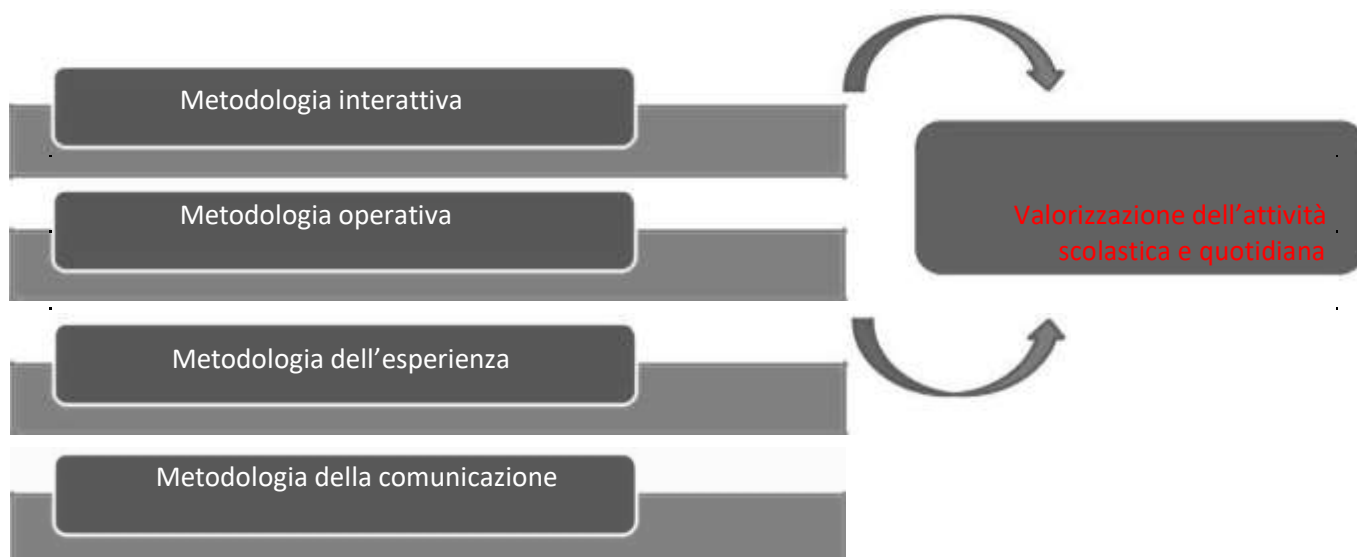 Metodologia interattiva
Metodologia operativa
Valorizzazione dell’attività
scolastica e quotidiana
Metodologia dell’esperienza
Metodologia della comunicazione